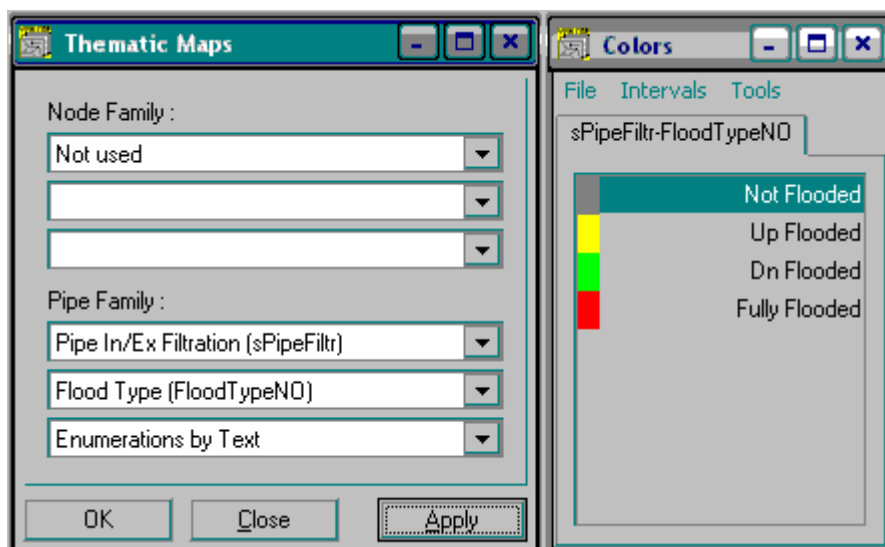 Thematic Maps
Node Family :
Not used
Pipe Family :
Pipe In/Ex Filtration (sPipeFiltr)
Flood Type (FloodTypeNO)
Enumerations by Text
OK Close Apply
Colors
File Intervals Tools
sPipeFiltr-FloodTypeNO
Not Flooded
Up Flooded
Dn Flooded
Fully Flooded